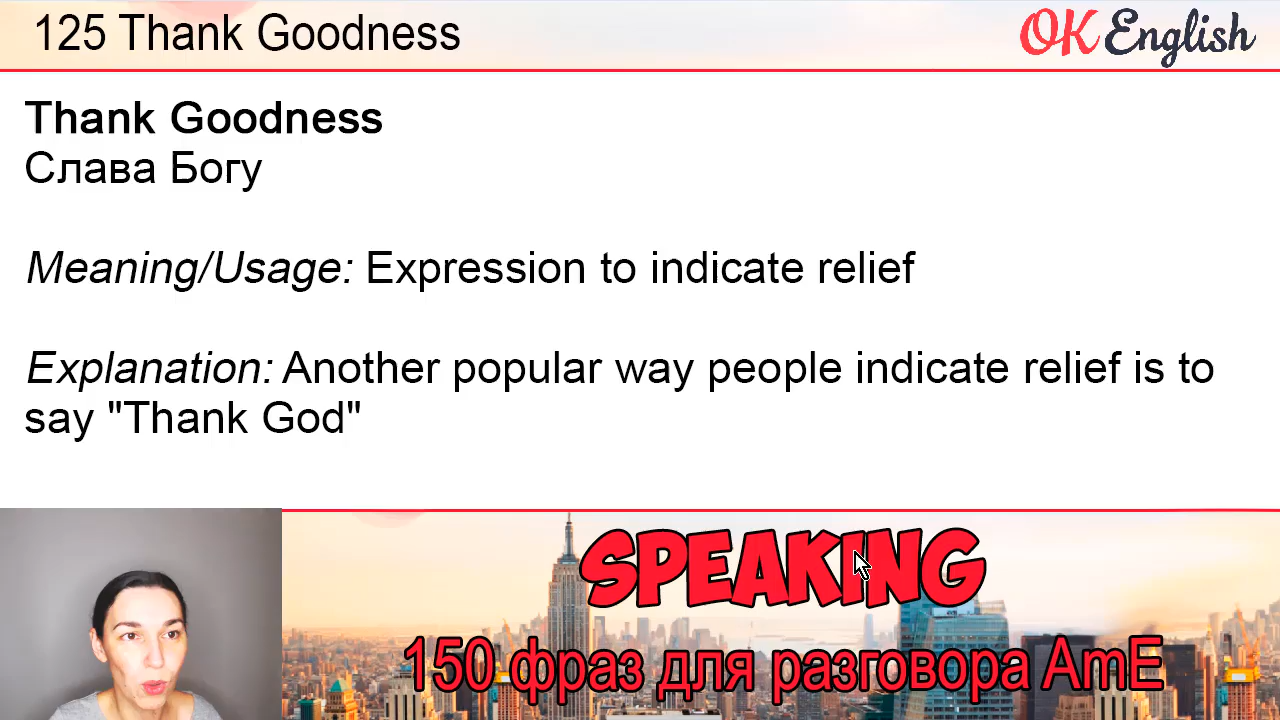 125 Thank Goodness
OK English
Thank Goodness
Слава Богу
Meaning/Usage: Expression to indicate relief
Explanation: Another popular way people indicate relief is to
say "Thank God"
SPEAKING
150 фраз для разговора AmE